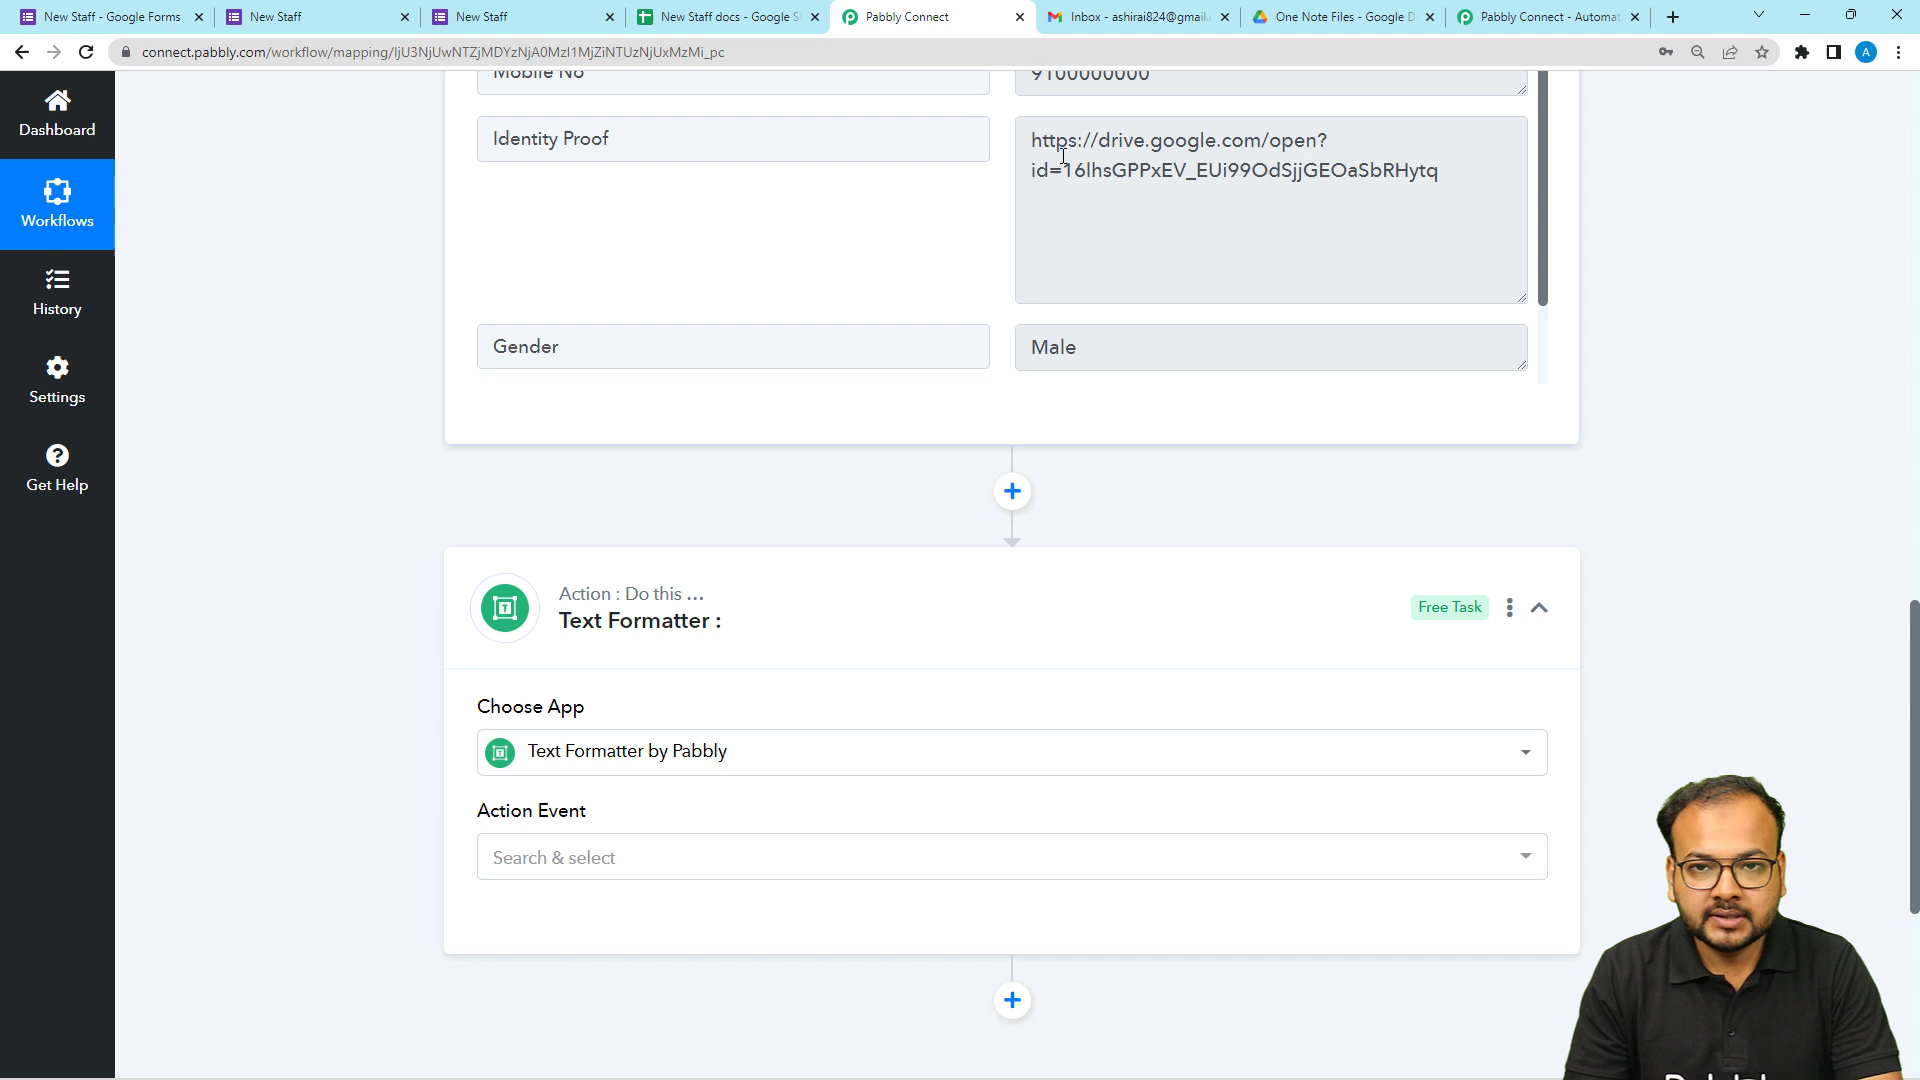 New Staff - Google Forms
New Staff
New Staff
New Staff docs - Google S
Pabbly Connect
Inbox - ashirai824@gmail.
One Note Files - Google D
Pabbly Connect - Automat
connect.pabbly.com/workflow/mapping/IjU3NjUwNTZjMDYzNjA0MzI1MjZiNTUzNjUxMzMi_pc
A
Dashboard
Workflows
History
Settings
Get Help
Mobile No
9100000000
Identity Proof
https://drive.google.com/open?
id=16lhsGPPxEV_EUi99OdSjjGEOaSbRHytq
Gender
Male
Action : Do this ...
Text Formatter :
Free Task
Choose App
Text Formatter by Pabbly
Action Event
Search & select